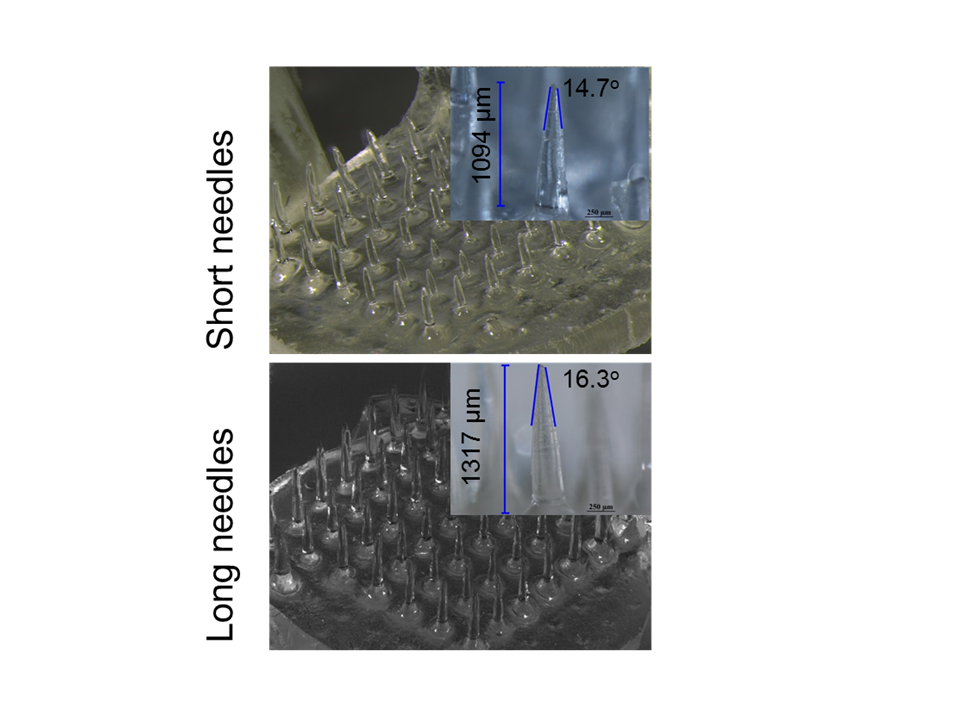 Short needles
1094 µm
14.7°
250 µm
Long needles
1317 µm
16.3°
250 µm